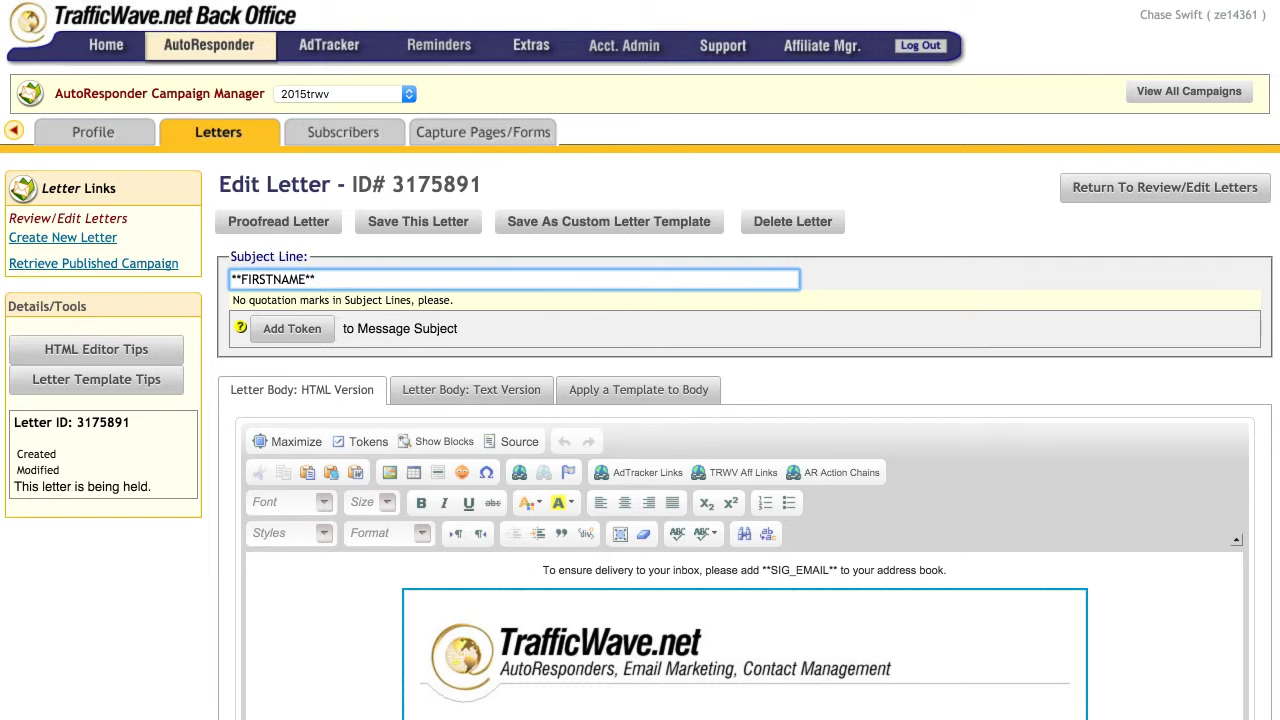 TrafficWave.net Back Office
Chase Swift ( ze14361 )
Home AutoResponder AdTracker Reminders Extras Acct. Admin Support Affiliate Mgr. Log Out
AutoResponder Campaign Manager 2015trwv View All Campaigns
Profile Letters Subscribers Capture Pages/Forms
Letter Links
Review/Edit Letters
Create New Letter
Retrieve Published Campaign
Details/Tools
HTML Editor Tips
Letter Template Tips
Letter ID: 3175891
Created
Modified
This letter is being held.
Edit Letter - ID# 3175891
Return To Review/Edit Letters
Proofread Letter Save This Letter Save As Custom Letter Template Delete Letter
Subject Line:
**FIRSTNAME**
No quotation marks in Subject Lines, please.
? Add Token to Message Subject
Letter Body: HTML Version Letter Body: Text Version Apply a Template to Body
Maximize Tokens Show Blocks Source
AdTracker Links TRWV Aff Links AR Action Chains
Font Size B I U abc A A x₂ x²
Styles Format ABC ABC
To ensure delivery to your inbox, please add **SIG_EMAIL** to your address book.
TrafficWave.net
AutoResponders, Email Marketing, Contact Management